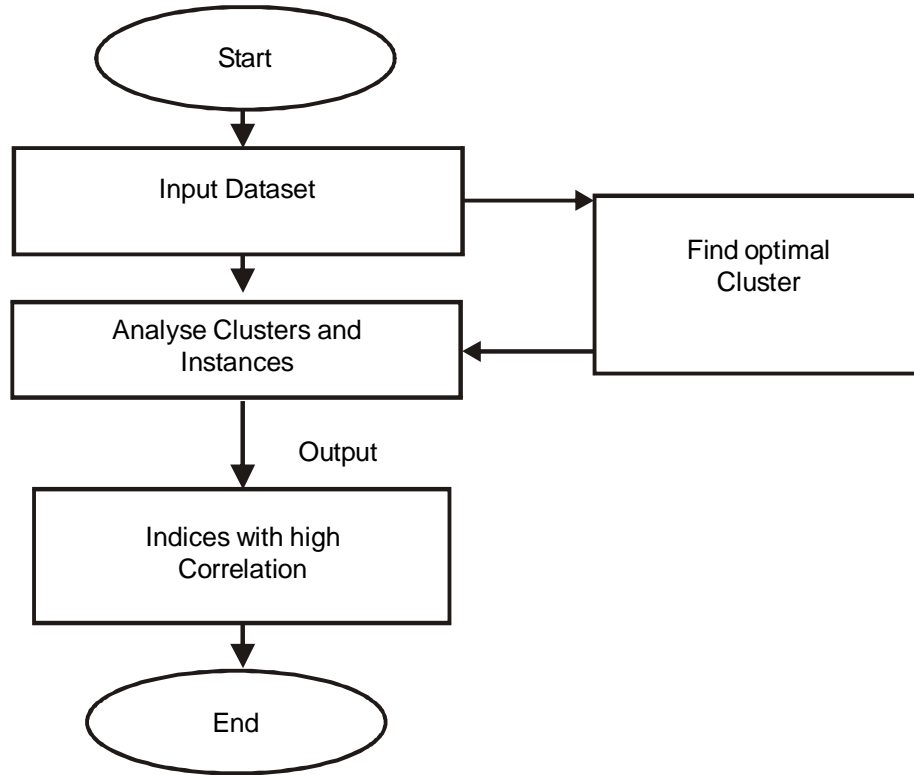 Start
Input Dataset
Find optimal
Cluster
Analyse Clusters and
Instances
Output
Indices with high
Correlation
End